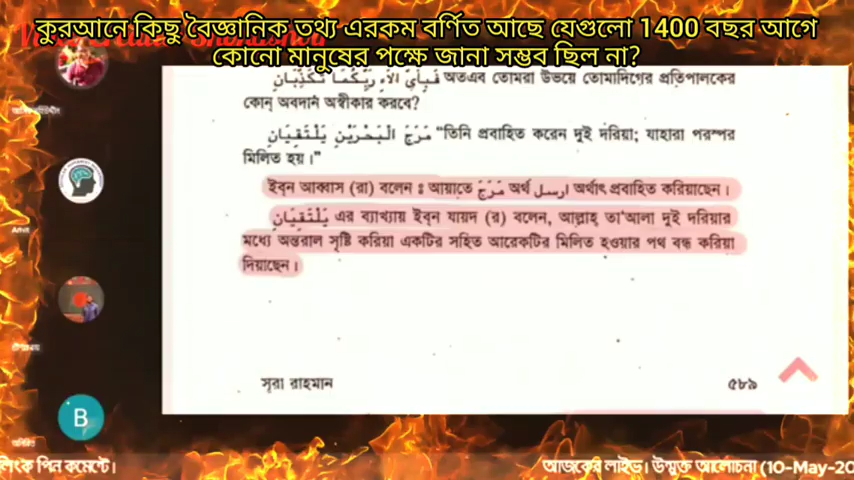 কুরআনে কিছু বৈজ্ঞানিক তথ্য এরকম বর্ণিত আছে যেগুলো 1400 বছর আগে
কোনো মানুষের পক্ষে জানা সম্ভব ছিল না?
فَبِأَيِّ الآءِ رَبِّكُمَا تُكَذِّبَانِ অতএব তোমরা উভয়ে তোমাদিগের প্রতিপালকের
কোন্ অবদান অস্বীকার করবে?
مَرَجَ الْبَحْرَيْنِ يَلْتَقِيَانِ “তিনি প্রবাহিত করেন দুই দরিয়া; যাহারা পরস্পর
মিলিত হয়।”
ইব্‌ন আব্বাস (রা) বলেন : আয়াতে مَرَجَ অর্থ ارسل অর্থাৎ প্রবাহিত করিয়াছেন।
يَلْتَقِيَانِ এর ব্যাখ্যায় ইব্‌ন যায়দ (র) বলেন, আল্লাহ্ তা'আলা দুই দরিয়ার
মধ্যে অন্তরাল সৃষ্টি করিয়া একটির সহিত আরেকটির মিলিত হওয়ার পথ বন্ধ করিয়া
দিয়াছেন।
সূরা রাহমান
৫৮৯
B
লিংক পিন কমেন্টে।
আজকের লাইভ। উন্মুক্ত আলোচনা (10-May-20